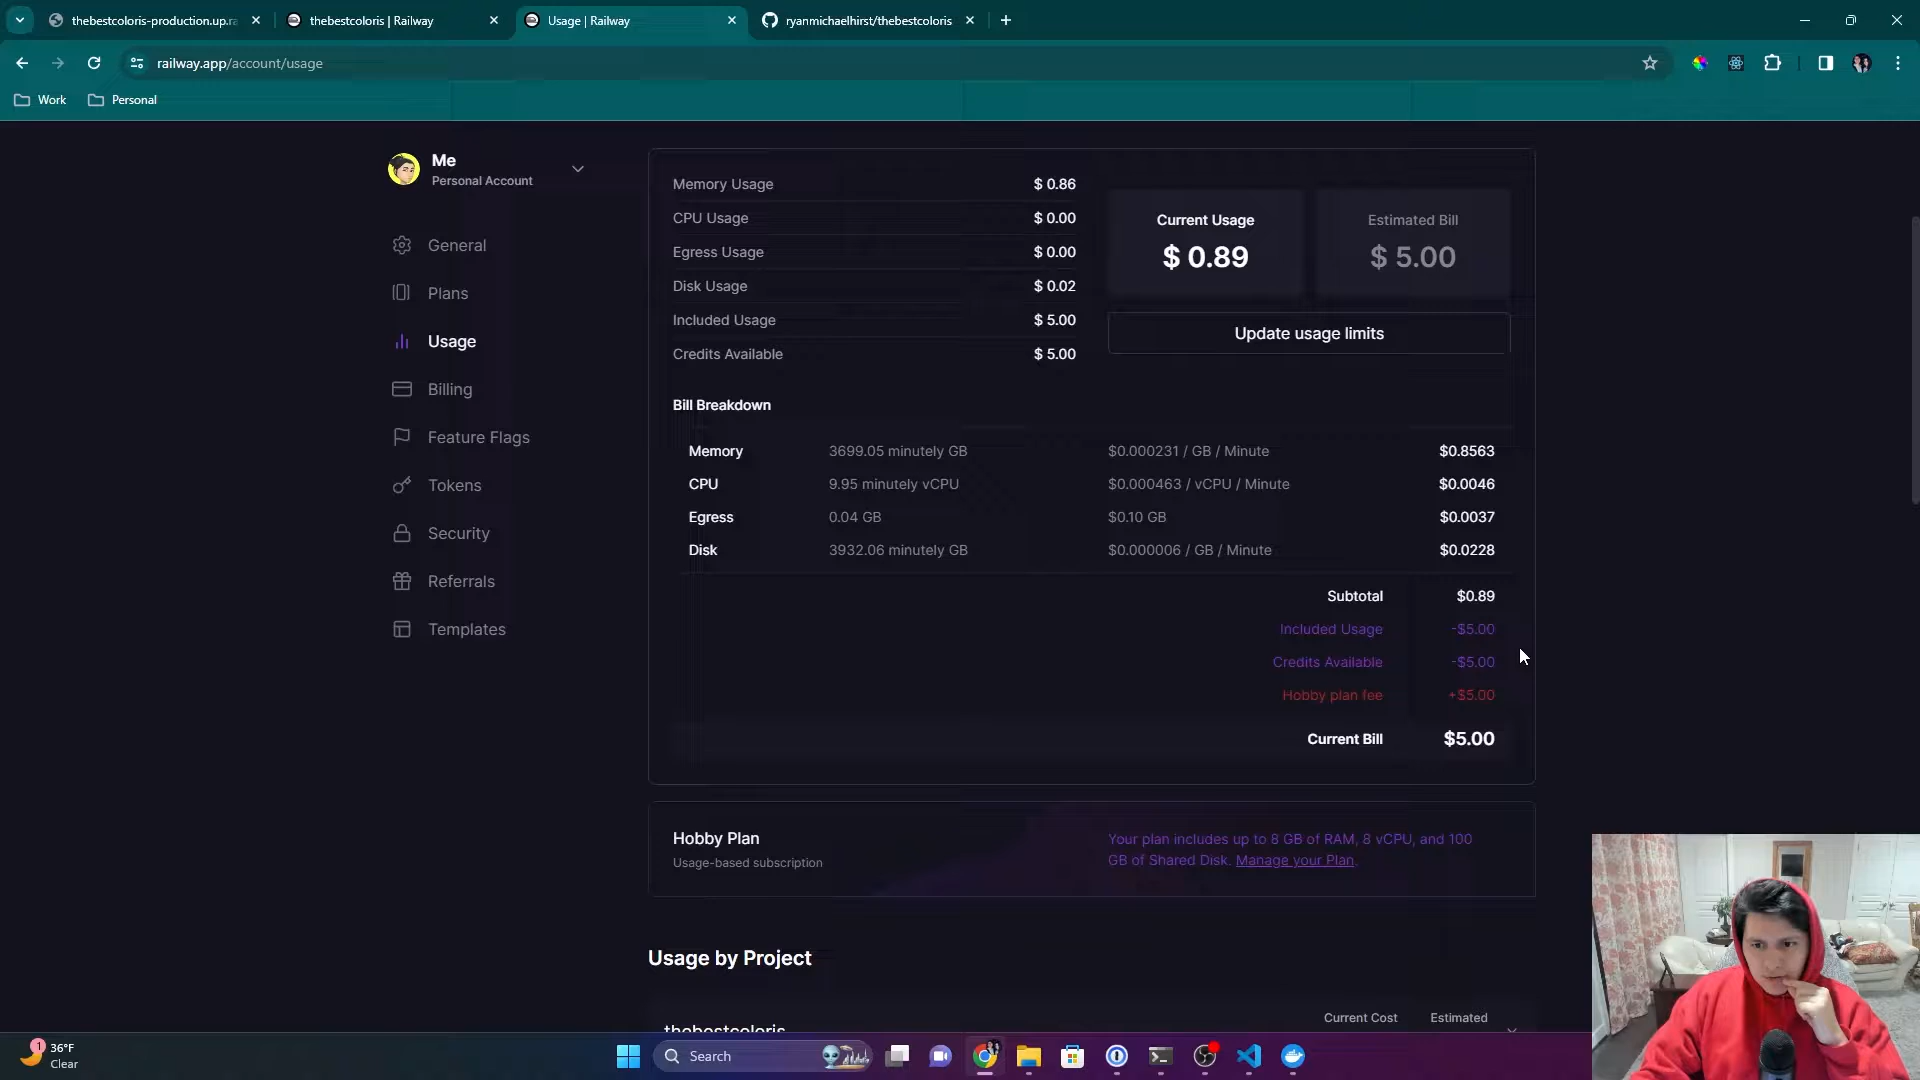 thebestcoloris-production.up.ra
thebestcoloris | Railway
Usage | Railway
ryanmichaelhirst/thebestcoloris
railway.app/account/usage
Work
Personal
Me
Personal Account
General
Plans
Usage
Billing
Feature Flags
Tokens
Security
Referrals
Templates
Memory Usage $ 0.86
CPU Usage $ 0.00
Egress Usage $ 0.00
Disk Usage $ 0.02
Included Usage $ 5.00
Credits Available $ 5.00
Current Usage
$ 0.89
Estimated Bill
$ 5.00
Update usage limits
Bill Breakdown
Memory 3699.05 minutely GB $0.000231 / GB / Minute $0.8563
CPU 9.95 minutely vCPU $0.000463 / vCPU / Minute $0.0046
Egress 0.04 GB $0.10 GB $0.0037
Disk 3932.06 minutely GB $0.000006 / GB / Minute $0.0228
Subtotal $0.89
Included Usage -$5.00
Credits Available -$5.00
Hobby plan fee +$5.00
Current Bill $5.00
Hobby Plan
Usage-based subscription
Your plan includes up to 8 GB of RAM, 8 vCPU, and 100
GB of Shared Disk. Manage your Plan.
Usage by Project
thebestcoloris
Current Cost Estimated
1
36°F
Clear
Search